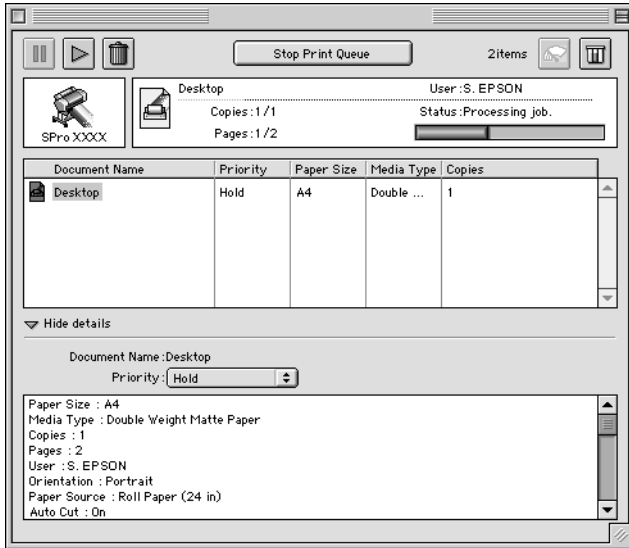 Stop Print Queue
2items
SPro XXXX
Desktop
User :S. EPSON
Copies :1/1
Status :Processing job.
Pages :1/2
Document Name Priority Paper Size Media Type Copies
Desktop Hold A4 Double ... 1
Hide details
Document Name :Desktop
Priority : Hold
Paper Size : A4
Media Type : Double Weight Matte Paper
Copies : 1
Pages : 2
User :S. EPSON
Orientation : Portrait
Paper Source : Roll Paper (24 in)
Auto Cut : On